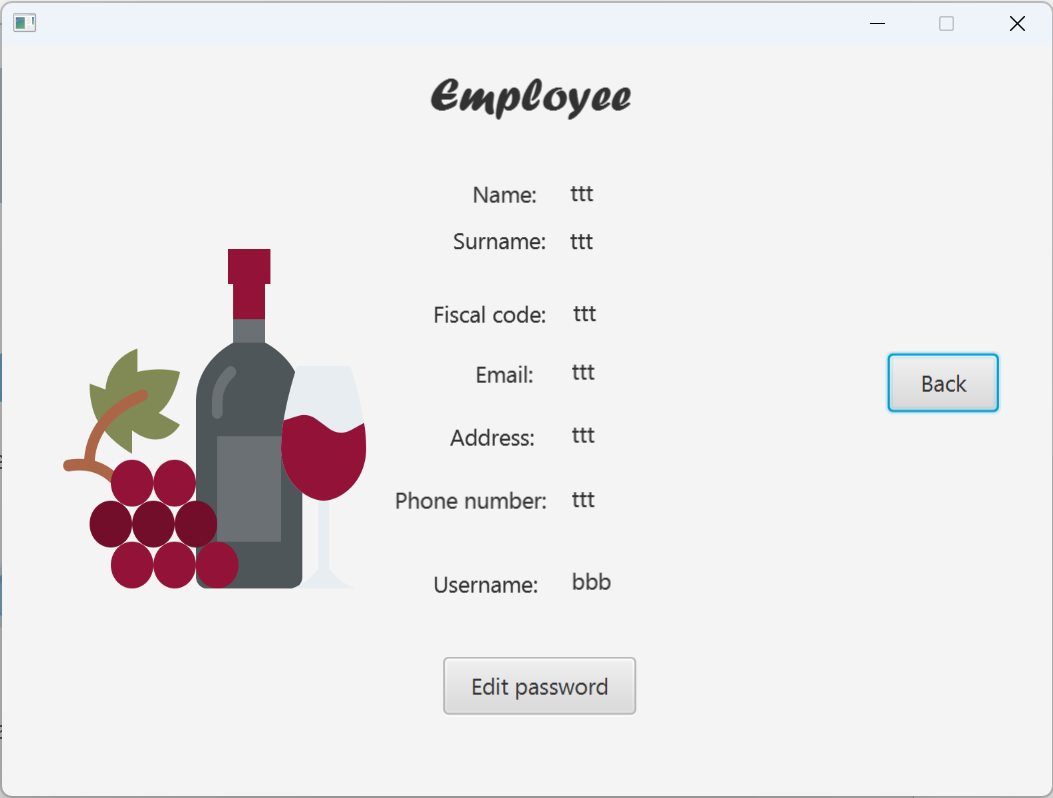 Employee
Name: ttt
Surname: ttt
Fiscal code: ttt
Email: ttt
Back
Address: ttt
Phone number: ttt
Username: bbb
Edit password